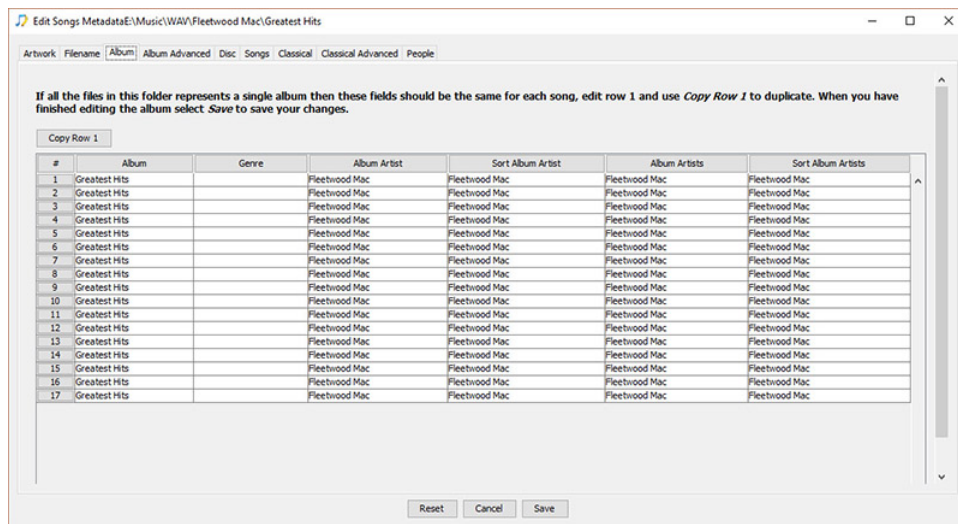 Edit Songs MetadataE:\Music\WAV\Fleetwood Mac\Greatest Hits
Artwork Filename Album Album Advanced Disc Songs Classical Classical Advanced People
If all the files in this folder represents a single album then these fields should be the same for each song, edit row 1 and use Copy Row 1 to duplicate. When you have
finished editing the album select Save to save your changes.
Copy Row 1
# Album Genre Album Artist Sort Album Artist Album Artists Sort Album Artists
1 Greatest Hits Fleetwood Mac Fleetwood Mac Fleetwood Mac Fleetwood Mac
2 Greatest Hits Fleetwood Mac Fleetwood Mac Fleetwood Mac Fleetwood Mac
3 Greatest Hits Fleetwood Mac Fleetwood Mac Fleetwood Mac Fleetwood Mac
4 Greatest Hits Fleetwood Mac Fleetwood Mac Fleetwood Mac Fleetwood Mac
5 Greatest Hits Fleetwood Mac Fleetwood Mac Fleetwood Mac Fleetwood Mac
6 Greatest Hits Fleetwood Mac Fleetwood Mac Fleetwood Mac Fleetwood Mac
7 Greatest Hits Fleetwood Mac Fleetwood Mac Fleetwood Mac Fleetwood Mac
8 Greatest Hits Fleetwood Mac Fleetwood Mac Fleetwood Mac Fleetwood Mac
9 Greatest Hits Fleetwood Mac Fleetwood Mac Fleetwood Mac Fleetwood Mac
10 Greatest Hits Fleetwood Mac Fleetwood Mac Fleetwood Mac Fleetwood Mac
11 Greatest Hits Fleetwood Mac Fleetwood Mac Fleetwood Mac Fleetwood Mac
12 Greatest Hits Fleetwood Mac Fleetwood Mac Fleetwood Mac Fleetwood Mac
13 Greatest Hits Fleetwood Mac Fleetwood Mac Fleetwood Mac Fleetwood Mac
14 Greatest Hits Fleetwood Mac Fleetwood Mac Fleetwood Mac Fleetwood Mac
15 Greatest Hits Fleetwood Mac Fleetwood Mac Fleetwood Mac Fleetwood Mac
16 Greatest Hits Fleetwood Mac Fleetwood Mac Fleetwood Mac Fleetwood Mac
17 Greatest Hits Fleetwood Mac Fleetwood Mac Fleetwood Mac Fleetwood Mac
Reset Cancel Save